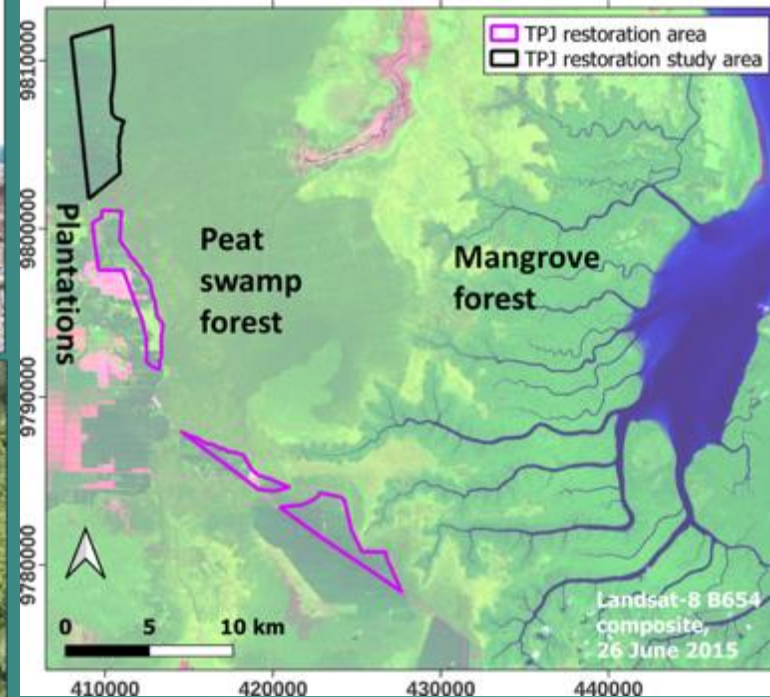 TPJ restoration area
TPJ restoration study area
9810000
9800000
9790000
9780000
Plantations
Peat
swamp
forest
Mangrove
forest
0 5 10 km
Landsat-8 B654
composite,
26 June 2015
410000 420000 430000 440000